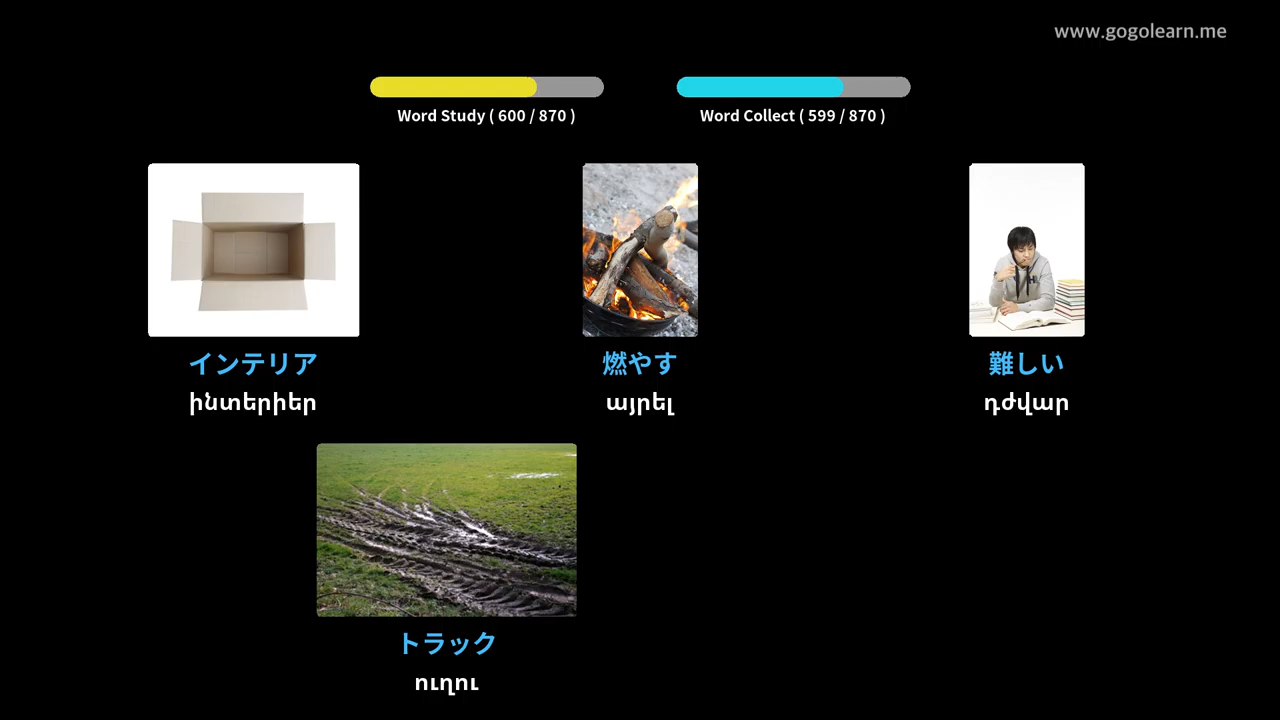 www.gogolearn.me
Word Study ( 600 / 870 )
Word Collect ( 599 / 870 )
インテリア
ինտերիեր
燃やす
այրել
難しい
դժվար
トラック
ուղու